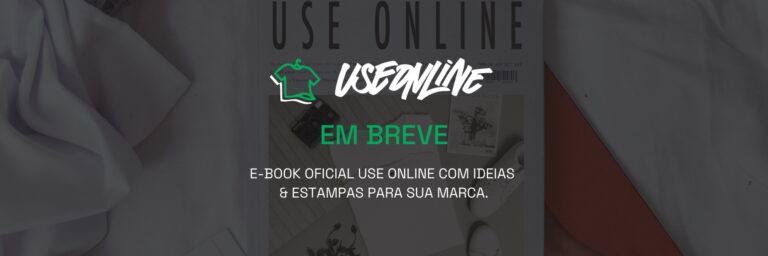 USE ONLINE
USEONLINE
EM BREVE
E-BOOK OFICIAL USE ONLINE COM IDEIAS
& ESTAMPAS PARA SUA MARCA.